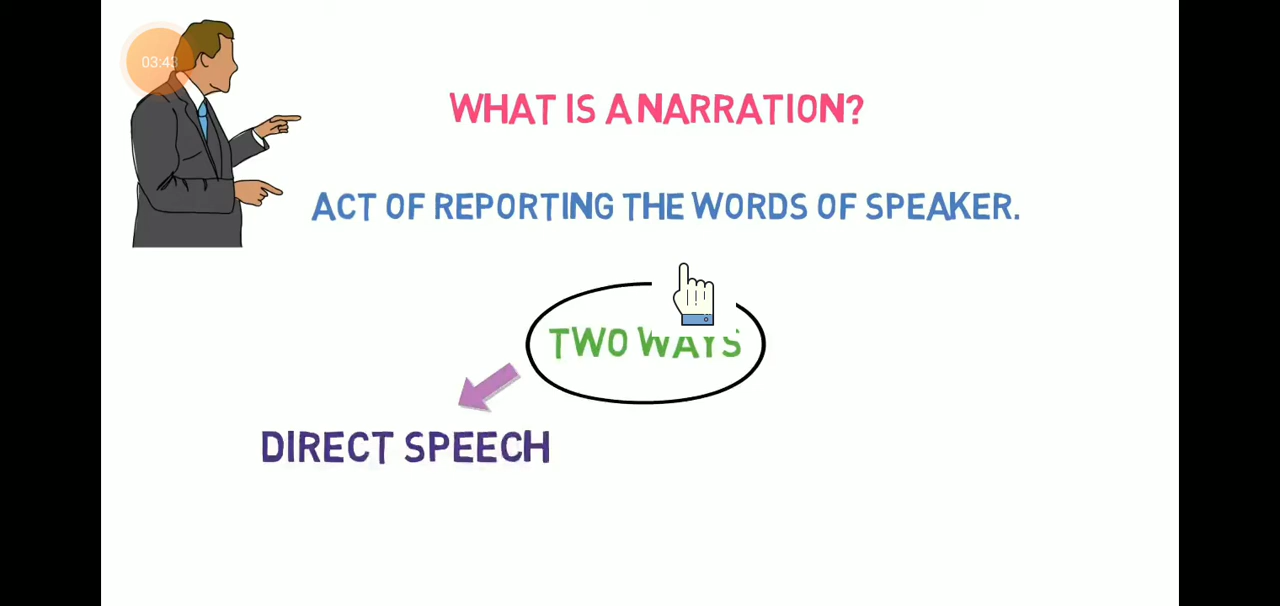 03:43
WHAT IS A NARRATION?
ACT OF REPORTING THE WORDS OF SPEAKER.
TWO WAYS
DIRECT SPEECH